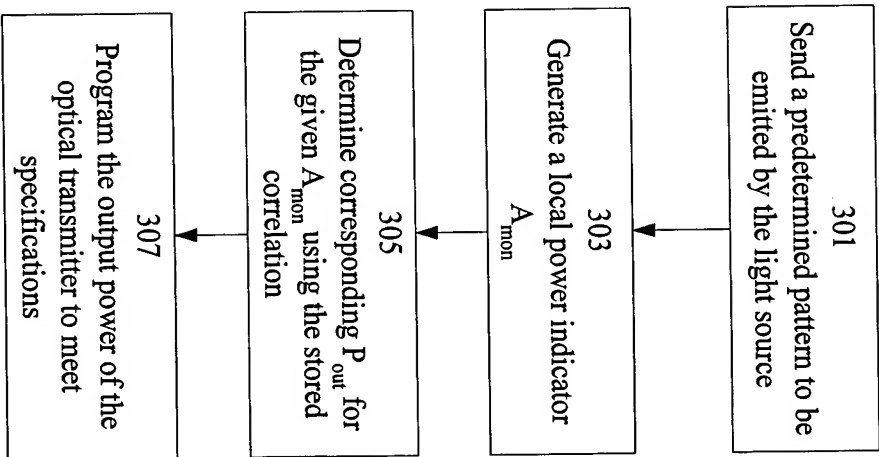 301
Send a predetermined pattern to be
emitted by the light source
303
Generate a local power indicator
A_mon
305
Determine corresponding P_out for
the given A_mon using the stored
correlation
307
Program the output power of the
optical transmitter to meet
specifications